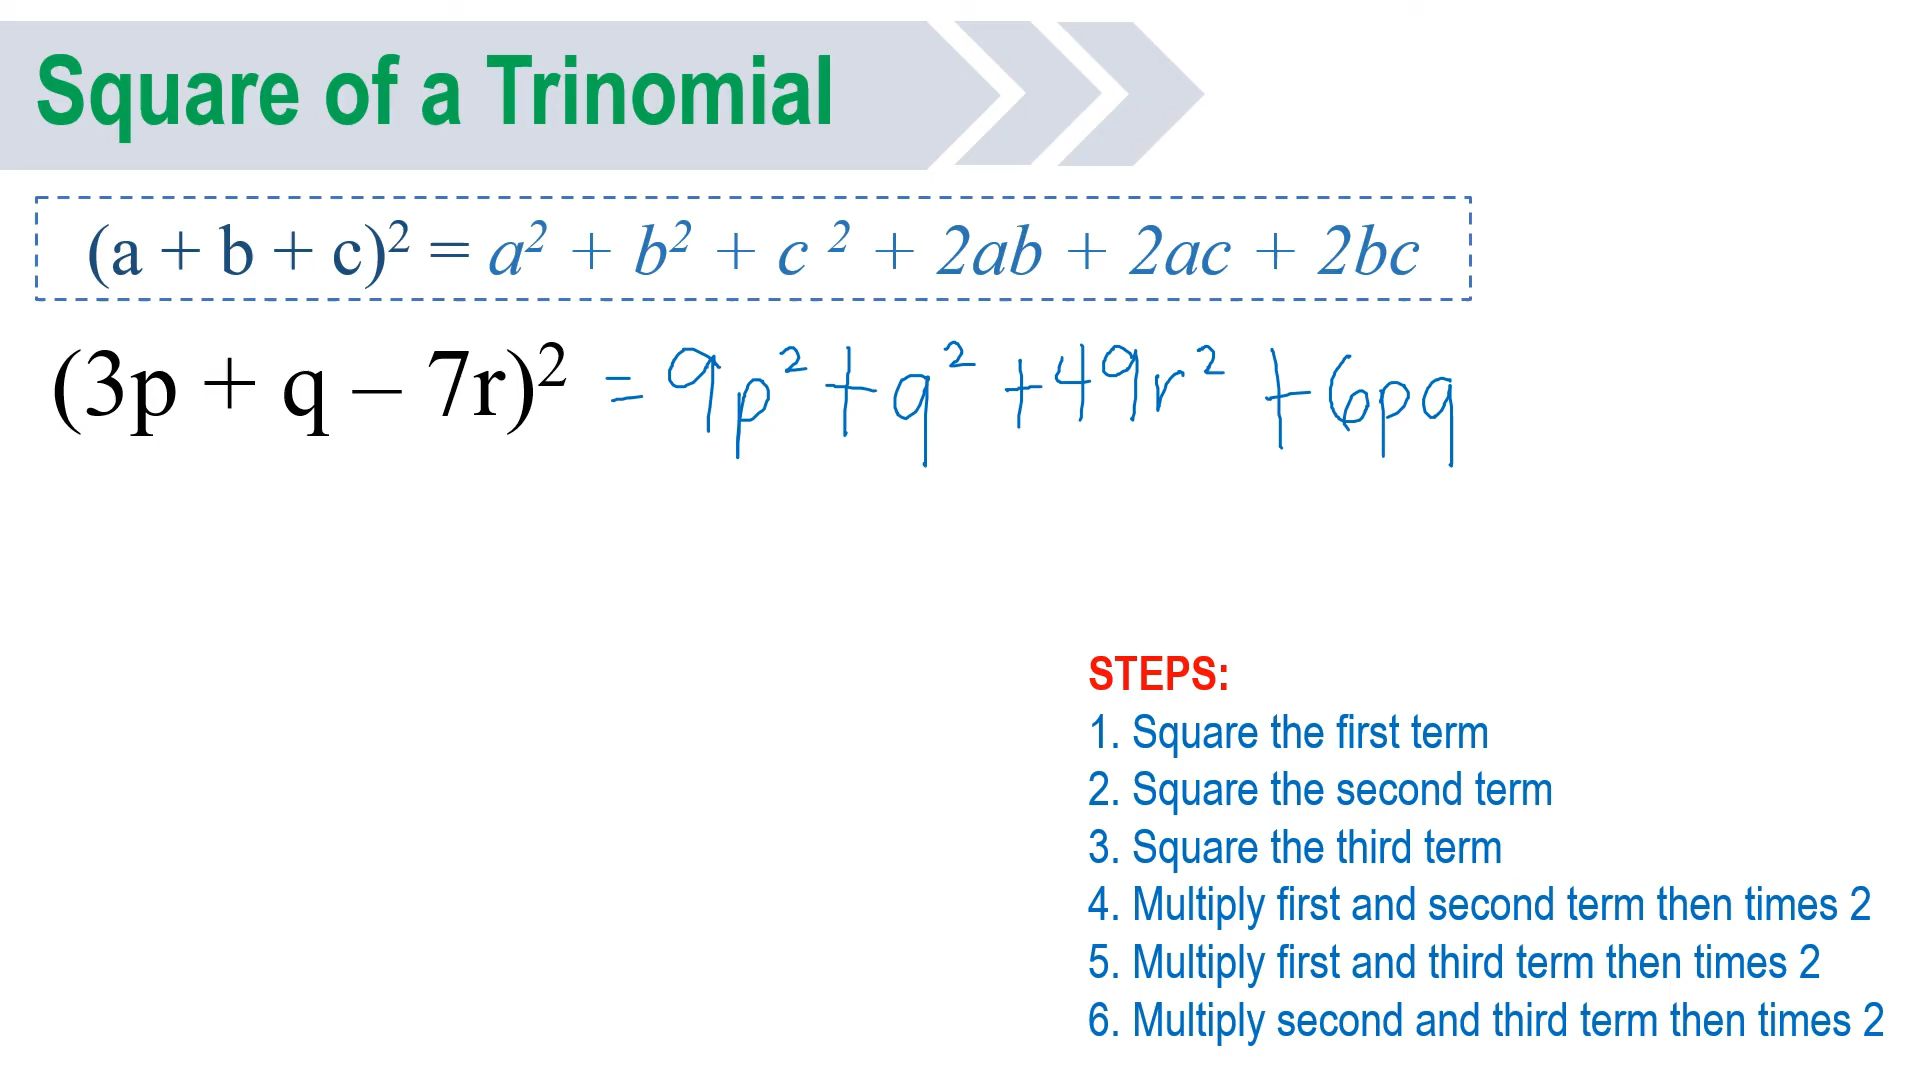 Square of a Trinomial
(a + b + c)² = a² + b² + c ² + 2ab + 2ac + 2bc
(3p + q – 7r)² = 9p² + q² + 49r² + 6pq
STEPS:
1. Square the first term
2. Square the second term
3. Square the third term
4. Multiply first and second term then times 2
5. Multiply first and third term then times 2
6. Multiply second and third term then times 2